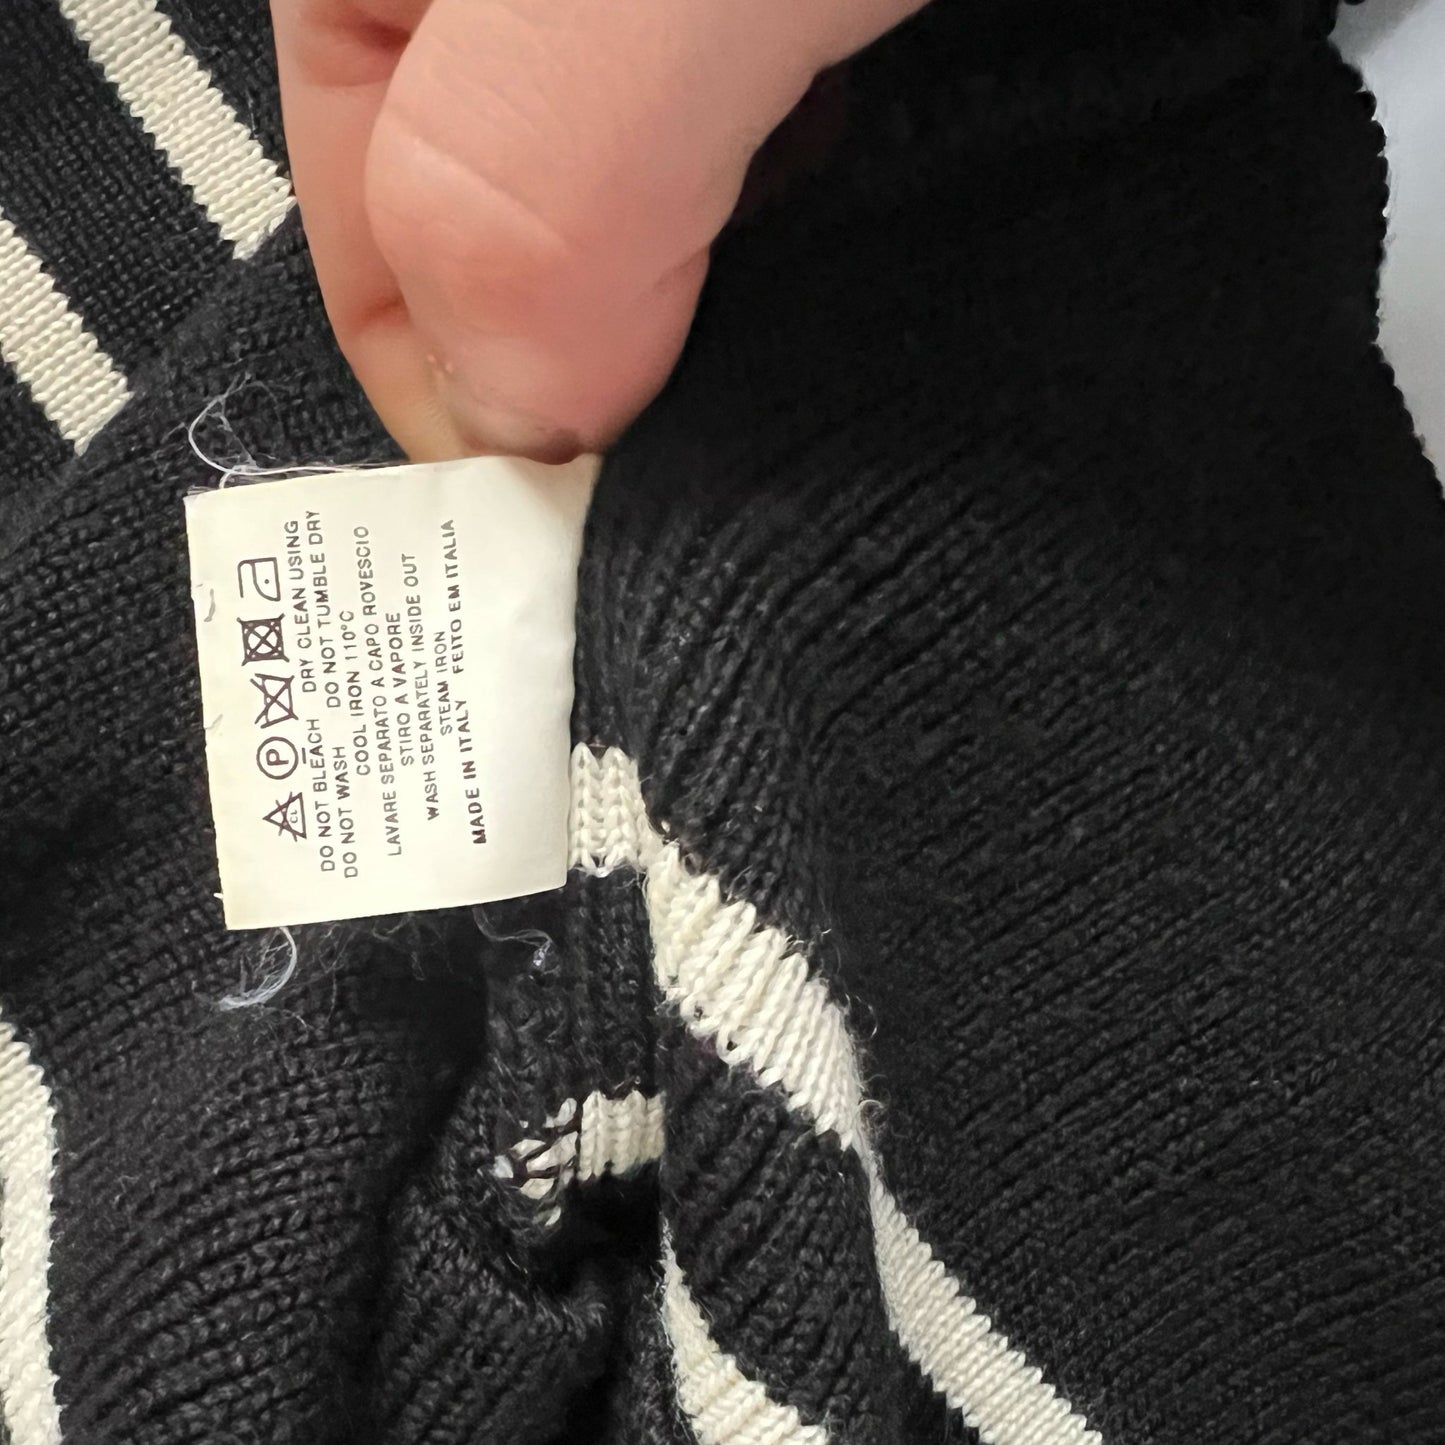 CL P
DO NOT BLEACH DRY CLEAN USING
DO NOT WASH DO NOT TUMBLE DRY
COOL IRON 110°C
LAVARE SEPARATO A CAPO ROVESCIO
STIRO A VAPORE
WASH SEPARATELY INSIDE OUT
STEAM IRON
MADE IN ITALY FEITO EM ITALIA